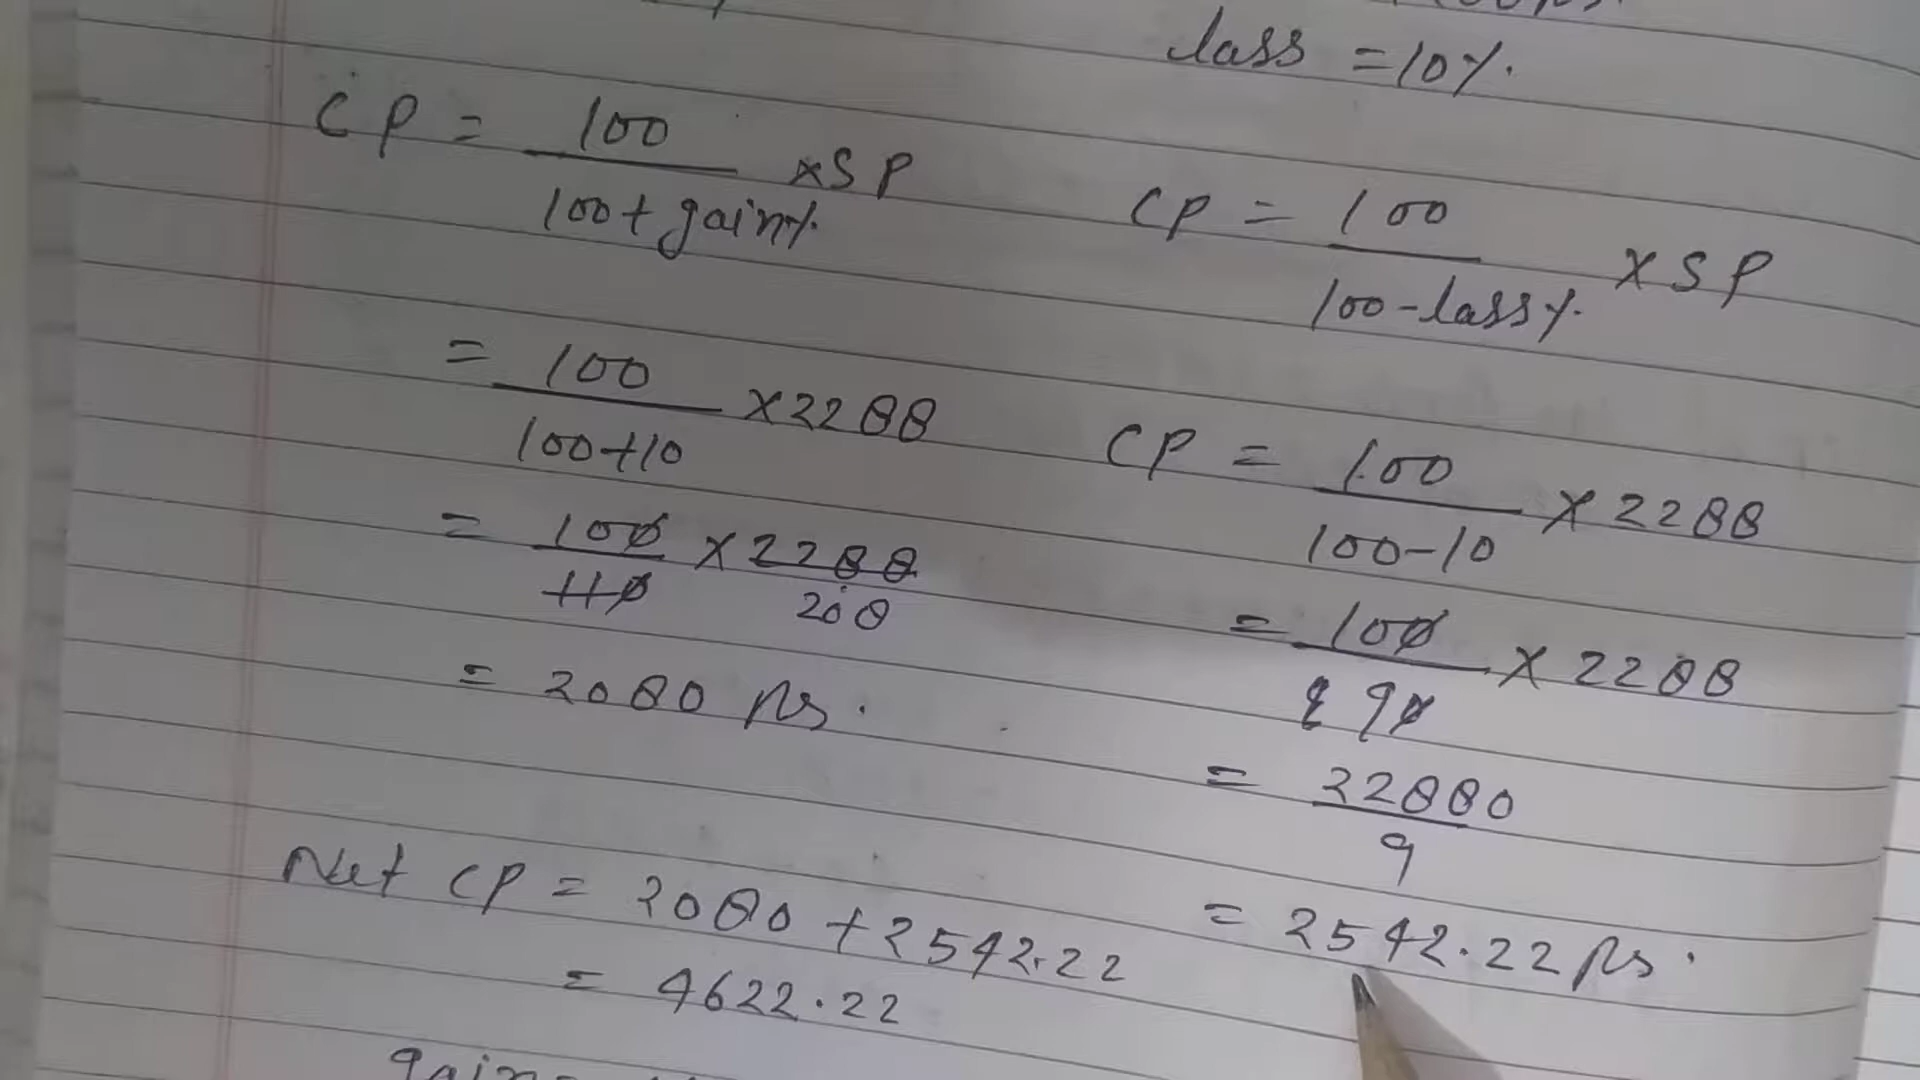 lass = 10%.
CP = 100 / 100 + gain% × SP
= 100 / 100+10 × 2288
= 100 / 110 × 2288 208
= 2080 Rs.
CP = 100 / 100 - lass% × SP
CP = 100 / 100-10 × 2288
= 100 / 90 × 2288
= 22880 / 9
= 2542.22 Rs.
Net CP = 2080 + 2542.22
= 4622.22